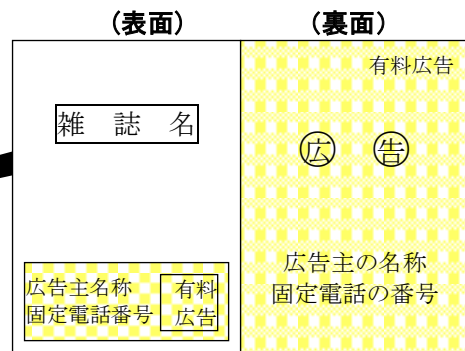 (表面)
(裏面)
雑 誌 名
広告主名称
固定電話番号
有料
広告
有料広告
広 告
広告主の名称
固定電話の番号